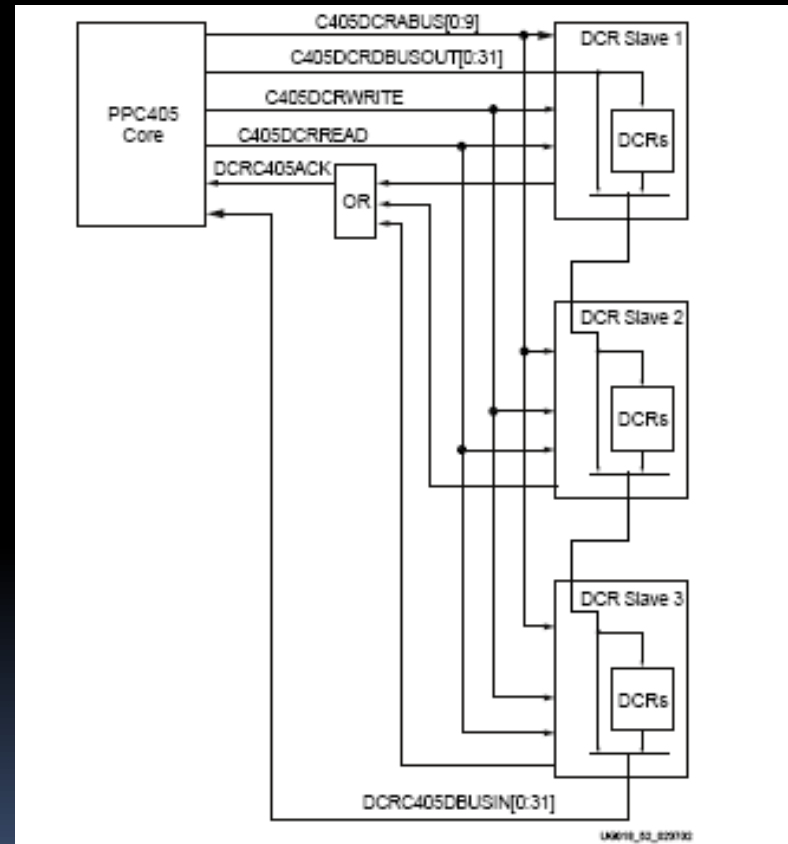 C405DCRABUS[0:9]
DCR Slave 1
C405DCRDBUSOUT[0:31]
C405DCRWRITE
PPC405
Core
DCRs
C405DCRREAD
DCRC405ACK
OR
DCR Slave 2
DCRs
DCR Slave 3
DCRs
DCRC405DBUSIN[0:31]